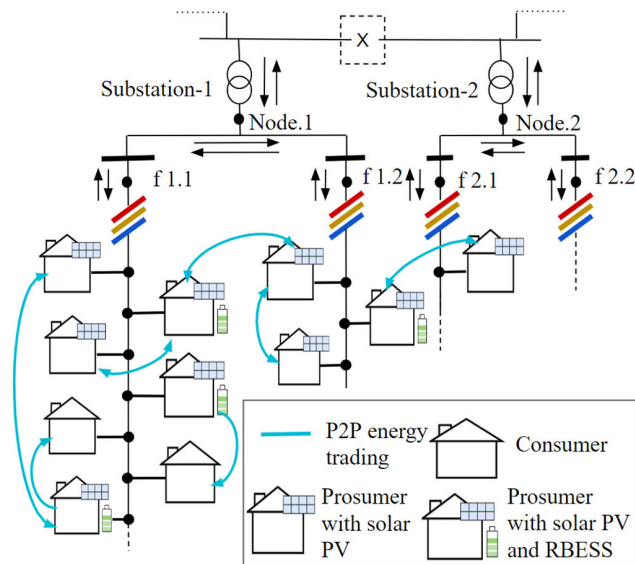 X
Substation-1
Substation-2
Node.1
Node.2
f 1.1
f 1.2
f 2.1
f 2.2
P2P energy
trading
Consumer
Prosumer
with solar
PV
Prosumer
with solar PV
and RBESS